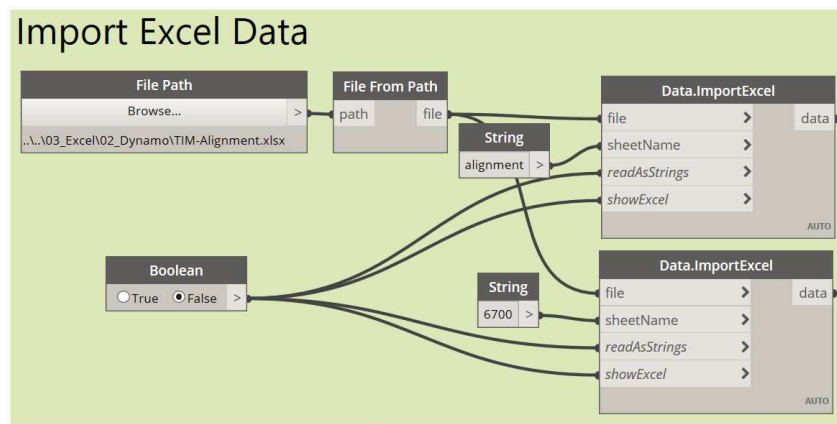 Import Excel Data
File Path
Browse...
>
..\..\03_Excel\02_Dynamo\TIM-Alignment.xlsx
File From Path
path
file
String
alignment
>
Data.ImportExcel
file
>
data
sheetName
>
readAsStrings
>
showExcel
>
AUTO
Boolean
True
False
>
String
6700
>
Data.ImportExcel
file
>
data
sheetName
>
readAsStrings
>
showExcel
>
AUTO